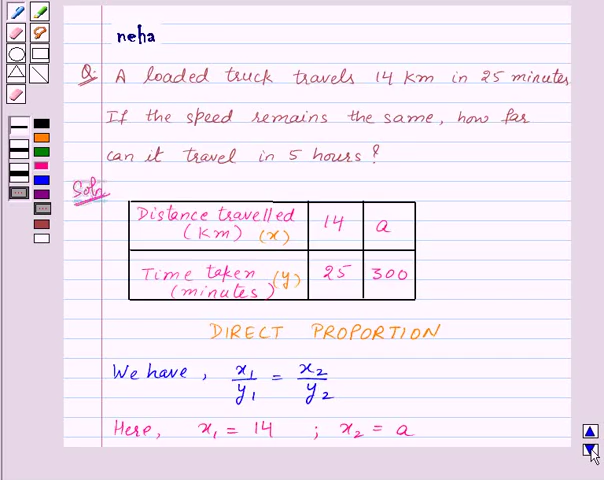 neha
Q. A loaded truck travels 14 Km in 25 minutes
If the speed remains the same, how far
can it travel in 5 hours?
Soln
Distance travelled (Km) (x) 14 a
Time taken (minutes) (y) 25 300
DIRECT PROPORTION
We have, x₁/y₁ = x₂/y₂
Here, x₁ = 14 ; x₂ = a